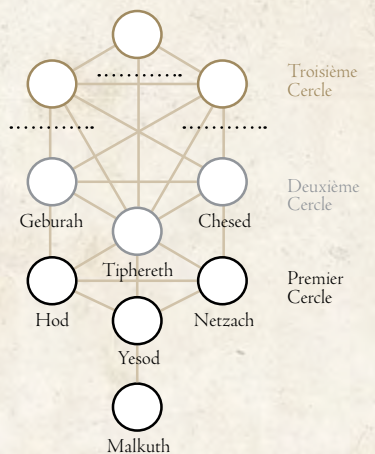 ................
Troisième
Cercle
................
................
Geburah
Chesed
Deuxième
Cercle
Tiphereth
Hod
Netzach
Premier
Cercle
Yesod
Malkuth